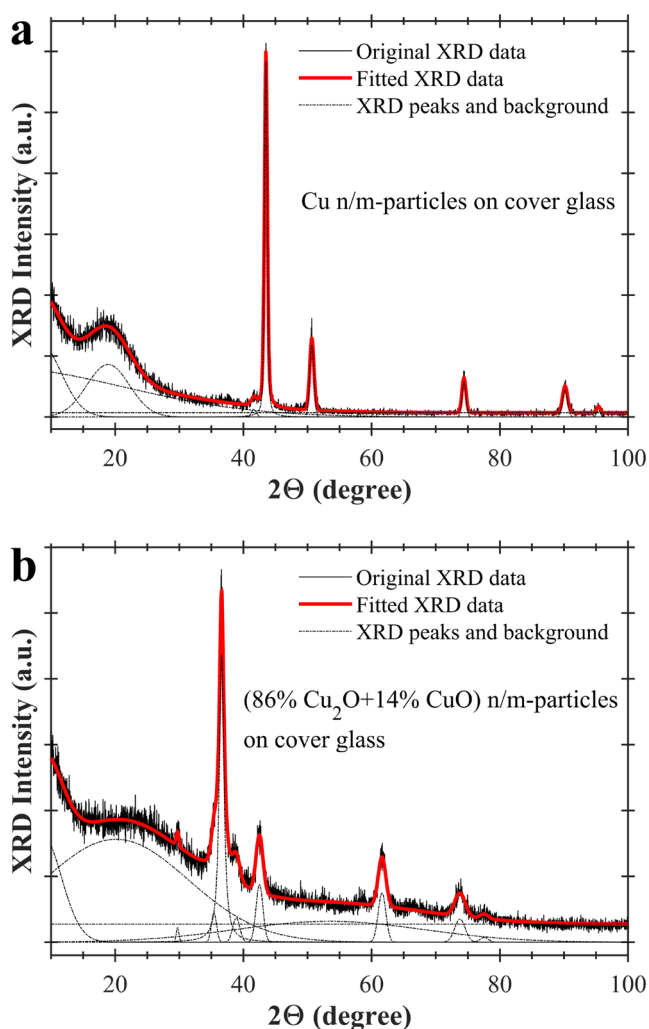 a
Original XRD data
Fitted XRD data
XRD peaks and background
Cu n/m-particles on cover glass
XRD Intensity (a.u.)
20 40 60 80 100
2Θ (degree)
b
Original XRD data
Fitted XRD data
XRD peaks and background
(86% Cu₂O+14% CuO) n/m-particles
on cover glass
XRD Intensity (a.u.)
20 40 60 80 100
2Θ (degree)